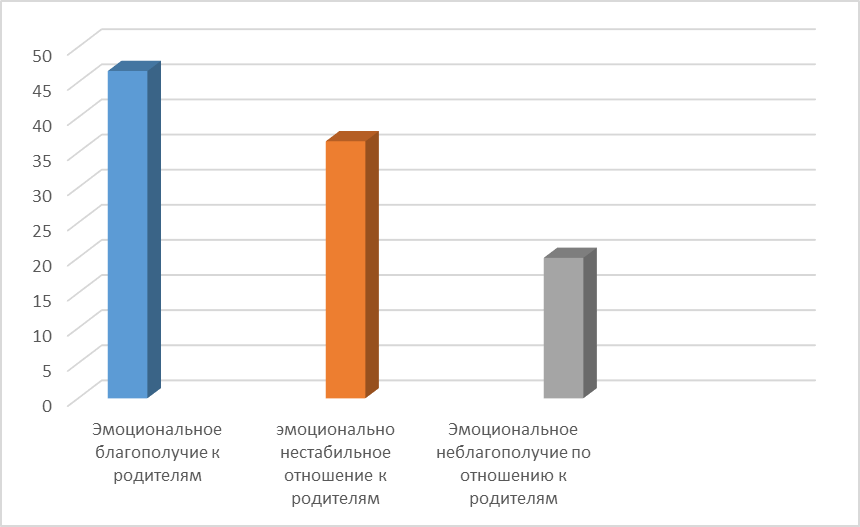 50
45
40
35
30
25
20
15
10
5
0
Эмоциональное
благополучие к
родителям
эмоционально
нестабильное
отношение к
родителям
Эмоциональное
неблагополучие по
отношению к
родителям